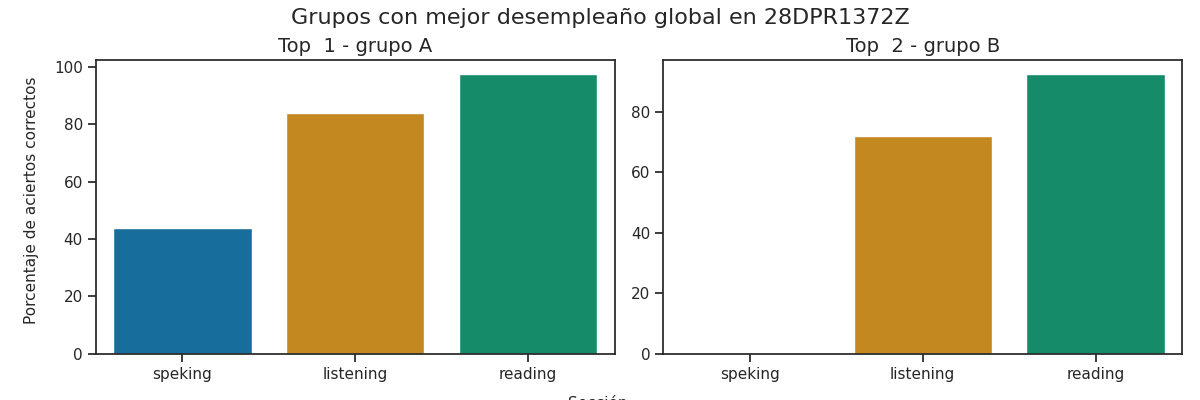 Grupos con mejor desempleaño global en 28DPR1372Z
Top 1 - grupo A
Porcentaje de aciertos correctos
100
80
60
40
20
0
speking listening reading
Top 2 - grupo B
80
60
40
20
0
speking listening reading
Sección